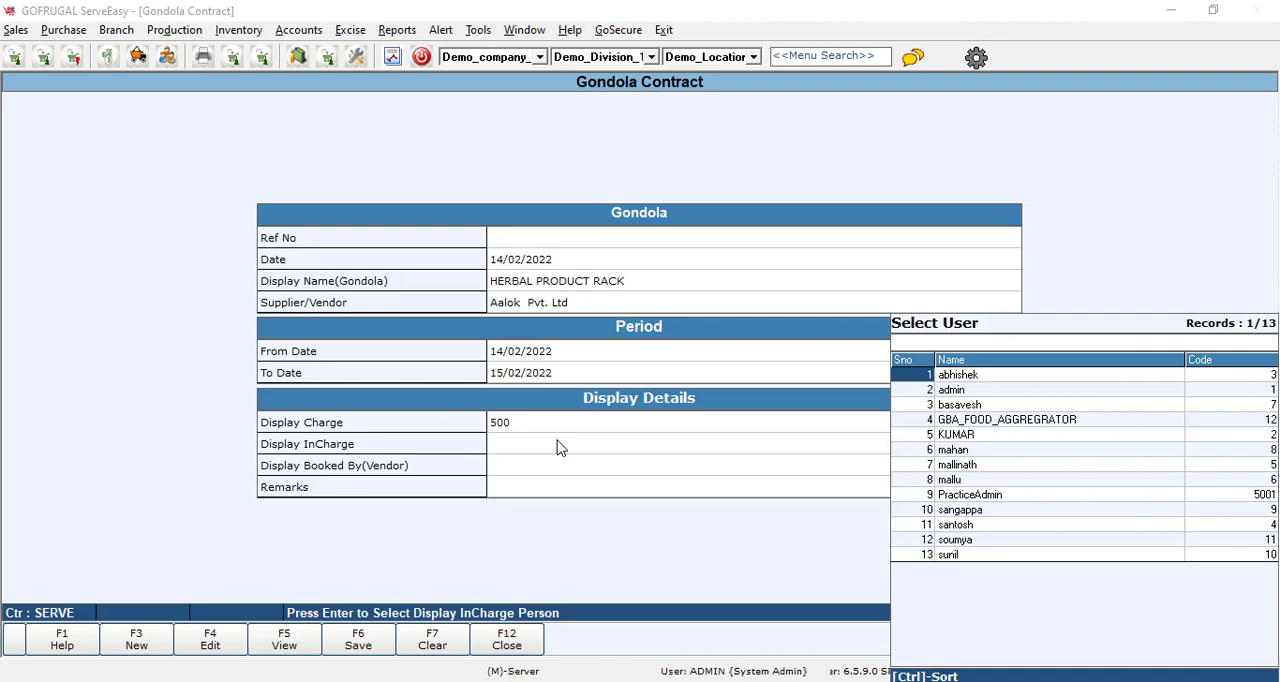 GOFRUGAL ServeEasy - [Gondola Contract]
Sales Purchase Branch Production Inventory Accounts Excise Reports Alert Tools Window Help GoSecure Exit
Demo_company_ Demo_Division_1 Demo_Location <<Menu Search>>
Gondola Contract
Gondola
Ref No
Date 14/02/2022
Display Name(Gondola) HERBAL PRODUCT RACK
Supplier/Vendor Aalok Pvt. Ltd
Period
From Date 14/02/2022
To Date 15/02/2022
Display Details
Display Charge 500
Display InCharge
Display Booked By(Vendor)
Remarks
Select User Records : 1/13
Sno Name Code
1 abhishek 3
2 admin 1
3 basavesh 7
4 GBA_FOOD_AGGREGRATOR 12
5 KUMAR 2
6 mahan 8
7 mallinath 5
8 mallu 6
9 PracticeAdmin 5001
10 sangappa 9
11 santosh 4
12 soumya 11
13 sunil 10
Ctr : SERVE Press Enter to Select Display InCharge Person
F1 Help
F3 New
F4 Edit
F5 View
F6 Save
F7 Clear
F12 Close
(M)-Server User: ADMIN {System Admin} ar: 6.5.9.0
[Ctrl]-Sort